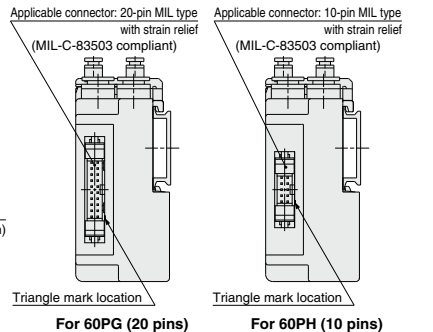 Applicable connector: 20-pin MIL type
with strain relief
(MIL-C-83503 compliant)
Applicable connector: 10-pin MIL type
with strain relief
(MIL-C-83503 compliant)
)
Triangle mark location
Triangle mark location
For 60PG (20 pins)
For 60PH (10 pins)